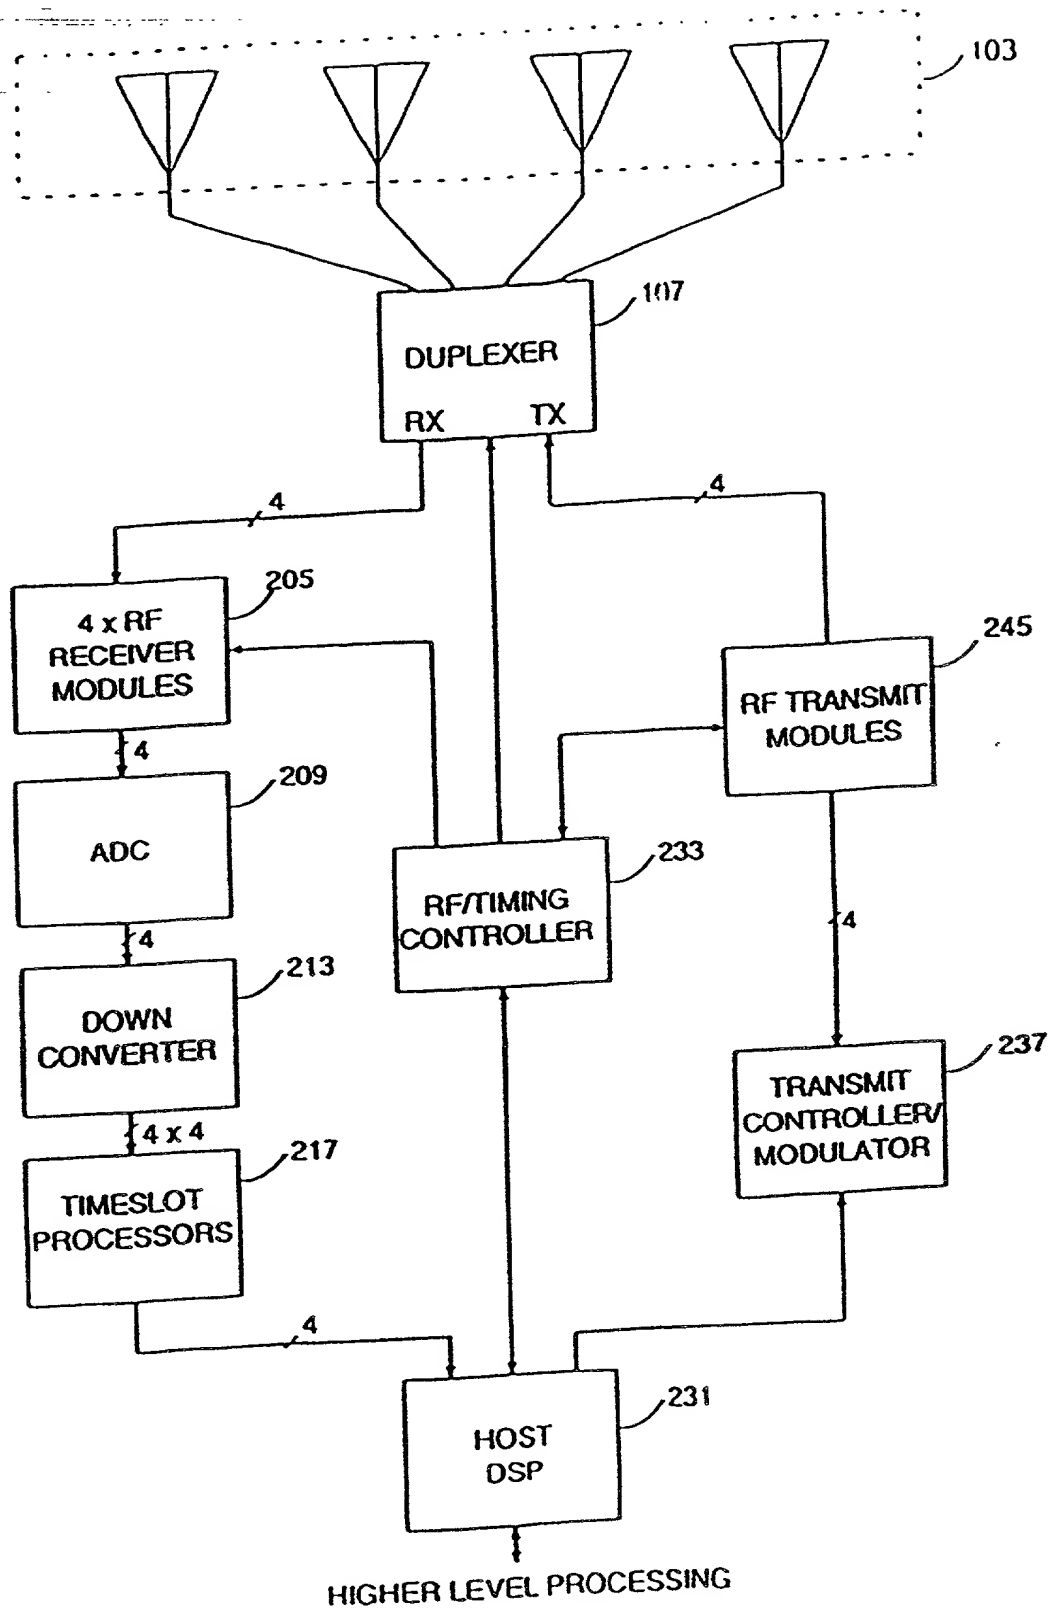 103
107
DUPLEXER
RX TX
4
4
205
4 x RF
RECEIVER
MODULES
245
RF TRANSMIT
MODULES
4
209
ADC
233
RF/TIMING
CONTROLLER
4
4
213
DOWN
CONVERTER
237
TRANSMIT
CONTROLLER/
MODULATOR
4 x 4
217
TIMESLOT
PROCESSORS
4
231
HOST
DSP
HIGHER LEVEL PROCESSING